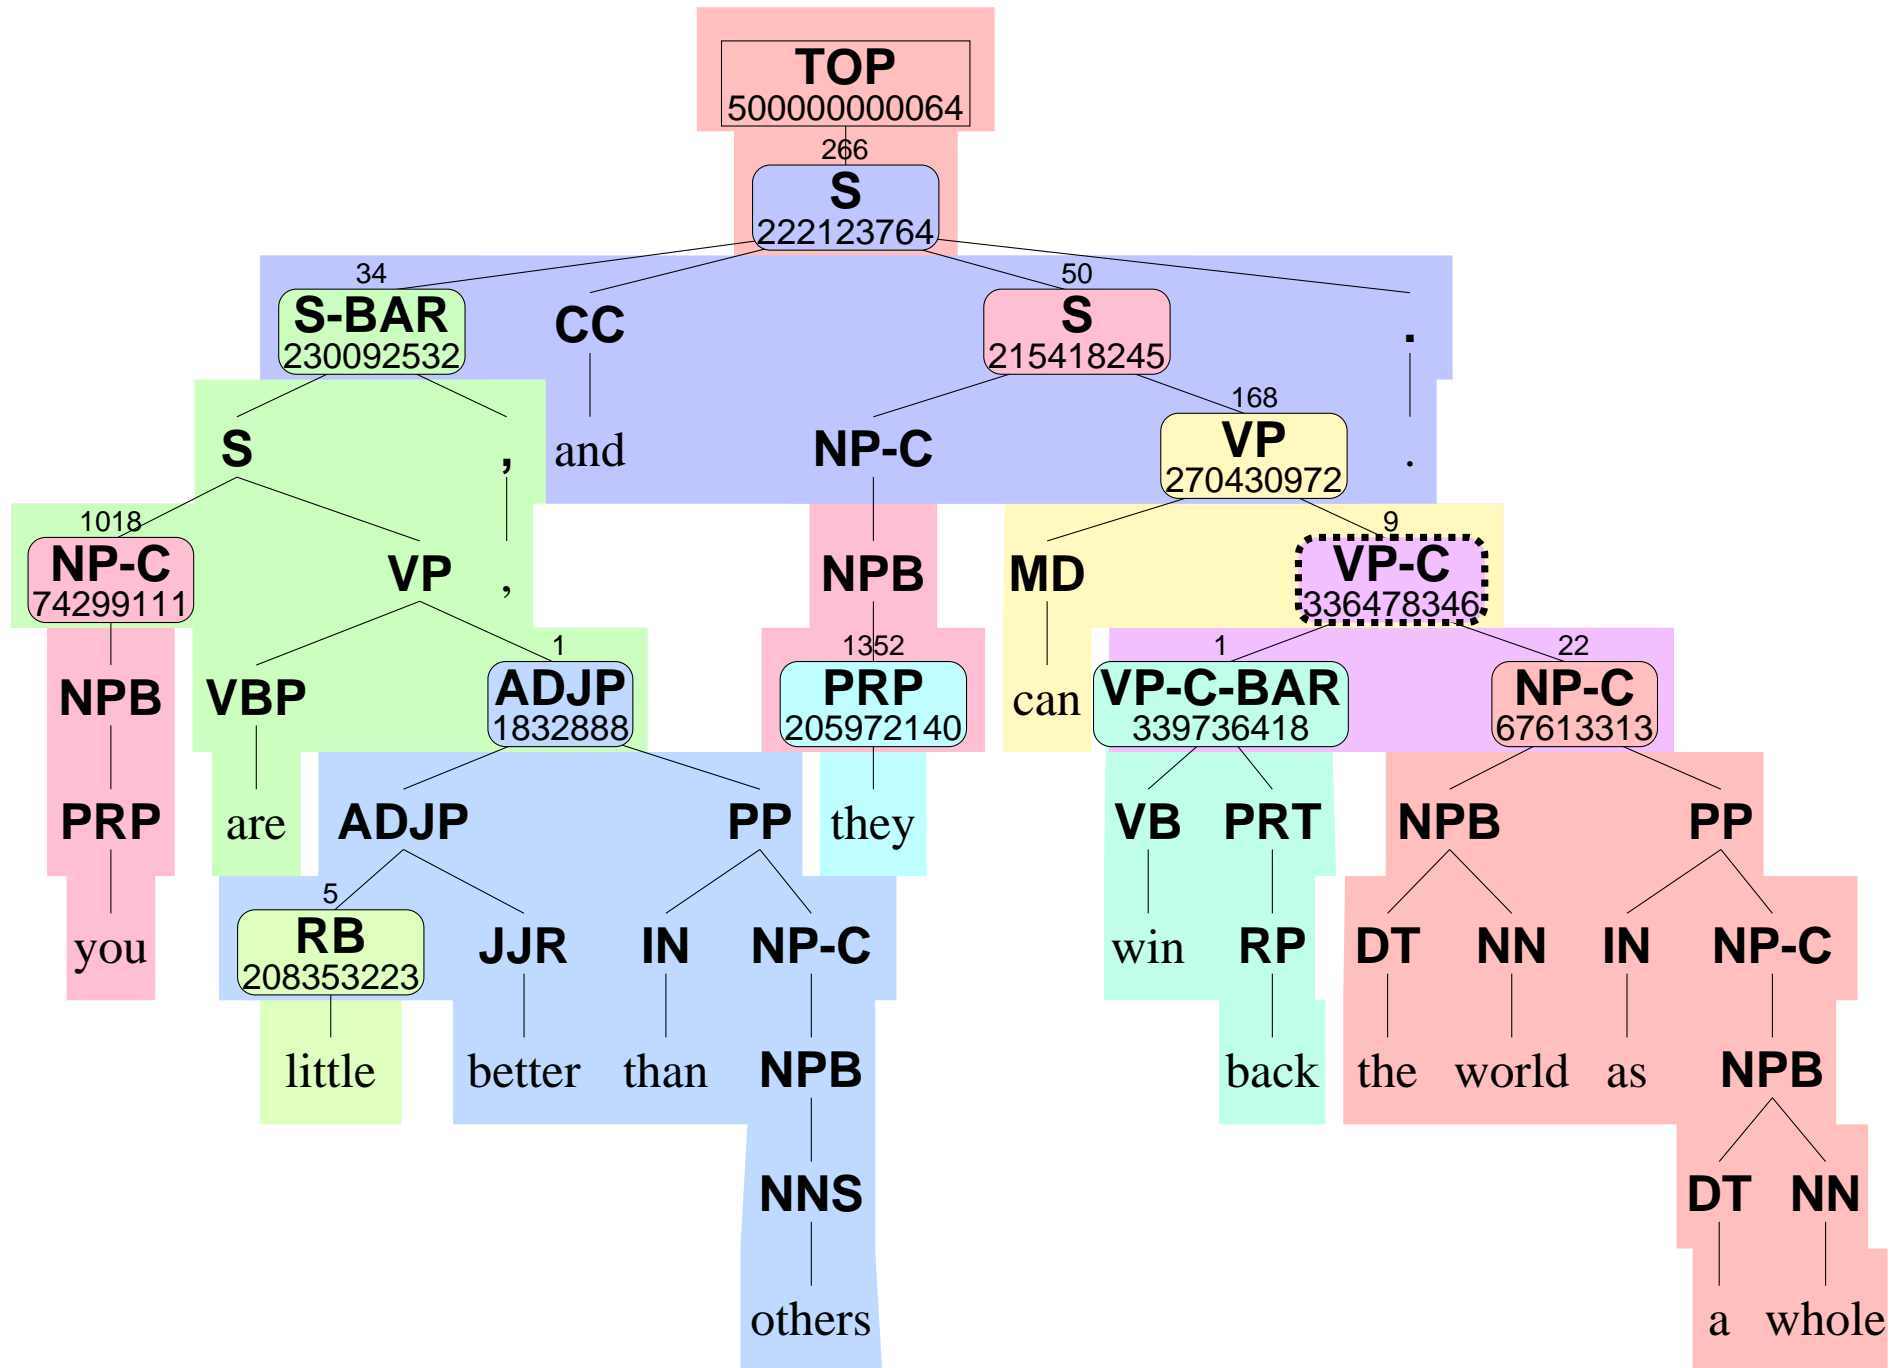 TOP
500000000064
266
S
222123764
34 50
S-BAR CC S .
230092532 215418245
168
S , and NP-C VP .
270430972
1018 9
NP-C VP , NPB MD VP-C
74299111 336478346
1 1352 1 22
NPB VBP ADJP PRP can VP-C-BAR NP-C
1832888 205972140 339736418 67613313
PRP are ADJP PP they VB PRT NPB PP
5
you RB JJR IN NP-C win RP DT NN IN NP-C
208353223
little better than NPB back the world as NPB
NNS DT NN
others a whole